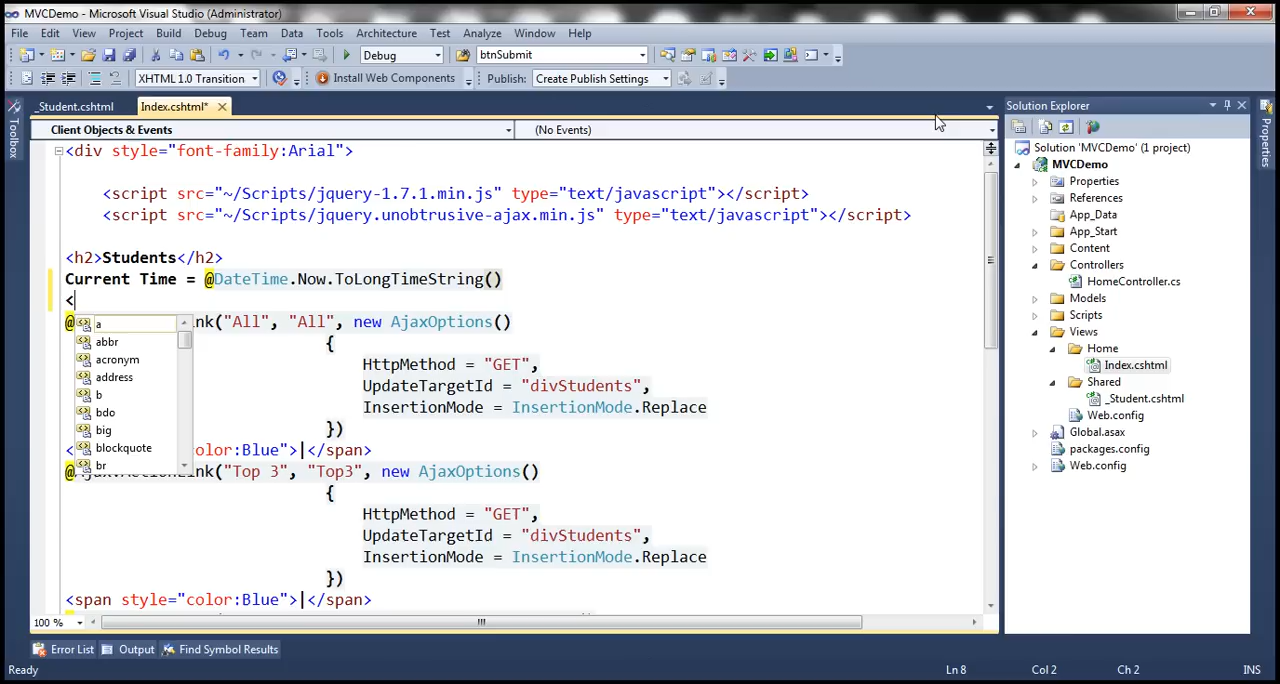 MVCDemo - Microsoft Visual Studio (Administrator)
File Edit View Project Build Debug Team Data Tools Architecture Test Analyze Window Help
Debug btnSubmit
XHTML 1.0 Transition Install Web Components Publish: Create Publish Settings
_Student.cshtml Index.cshtml*
Client Objects & Events (No Events)
<div style="font-family:Arial">
<script src="~/Scripts/jquery-1.7.1.min.js" type="text/javascript"></script>
<script src="~/Scripts/jquery.unobtrusive-ajax.min.js" type="text/javascript"></script>
<h2>Students</h2>
Current Time = @DateTime.Now.ToLongTimeString()
<
@ nk("All", "All", new AjaxOptions()
{
HttpMethod = "GET",
UpdateTargetId = "divStudents",
InsertionMode = InsertionMode.Replace
})
< color:Blue">|</span>
@Ajax.ActionLink("Top 3", "Top3", new AjaxOptions()
{
HttpMethod = "GET",
UpdateTargetId = "divStudents",
InsertionMode = InsertionMode.Replace
})
<span style="color:Blue">|</span>
a
abbr
acronym
address
b
bdo
big
blockquote
br
100 %
Toolbox
Solution Explorer
Solution 'MVCDemo' (1 project)
MVCDemo
Properties
References
App_Data
App_Start
Content
Controllers
HomeController.cs
Models
Scripts
Views
Home
Index.cshtml
Shared
_Student.cshtml
Web.config
Global.asax
packages.config
Web.config
Properties
Error List Output Find Symbol Results
Ready Ln 8 Col 2 Ch 2 INS